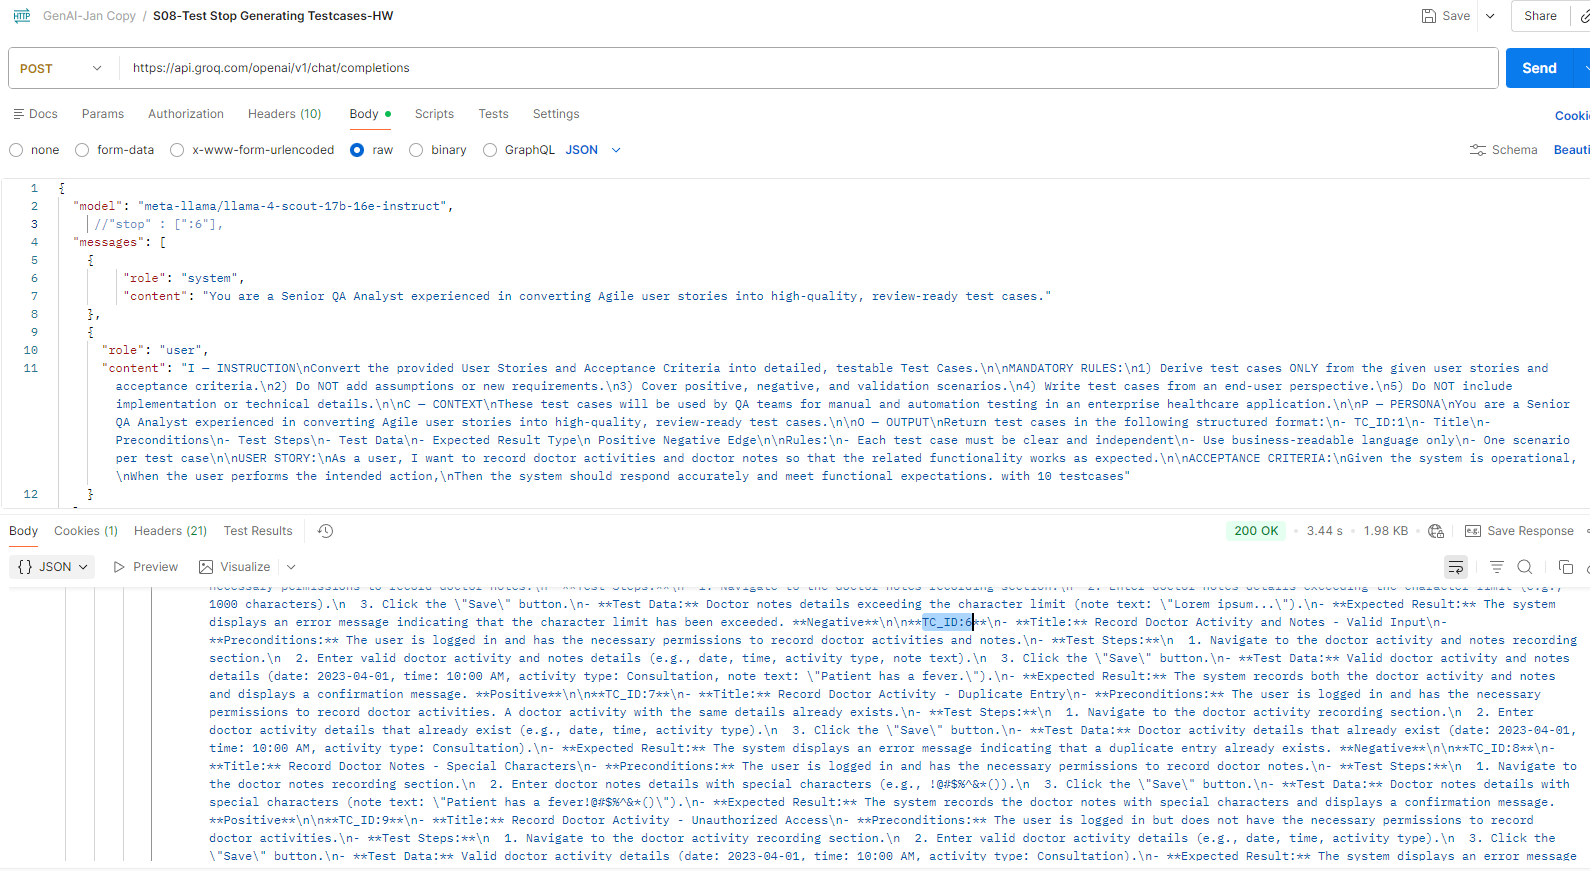 HTTP GenAI-Jan Copy / S08-Test Stop Generating Testcases-HW Save Share
POST https://api.groq.com/openai/v1/chat/completions Send
Docs Params Authorization Headers (10) Body Scripts Tests Settings Cooki
none form-data x-www-form-urlencoded raw binary GraphQL JSON Schema Beauti
1 {
2 "model": "meta-llama/llama-4-scout-17b-16e-instruct",
3 //"stop" : [":6"],
4 "messages": [
5 {
6 "role": "system",
7 "content": "You are a Senior QA Analyst experienced in converting Agile user stories into high-quality, review-ready test cases."
8 },
9 {
10 "role": "user",
11 "content": "I – INSTRUCTION\nConvert the provided User Stories and Acceptance Criteria into detailed, testable Test Cases.\n\nMANDATORY RULES:\n1) Derive test cases ONLY from the given user stories and
acceptance criteria.\n2) Do NOT add assumptions or new requirements.\n3) Cover positive, negative, and validation scenarios.\n4) Write test cases from an end-user perspective.\n5) Do NOT include
implementation or technical details.\n\nC – CONTEXT\nThese test cases will be used by QA teams for manual and automation testing in an enterprise healthcare application.\n\nP – PERSONA\nYou are a Senior
QA Analyst experienced in converting Agile user stories into high-quality, review-ready test cases.\n\nO – OUTPUT\nReturn test cases in the following structured format:\n- TC_ID:1\n- Title\n-
Preconditions\n- Test Steps\n- Test Data\n- Expected Result Type\n Positive Negative Edge\n\nRules:\n- Each test case must be clear and independent\n- Use business-readable language only\n- One scenario
per test case\n\nUSER STORY:\nAs a user, I want to record doctor activities and doctor notes so that the related functionality works as expected.\n\nACCEPTANCE CRITERIA:\nGiven the system is operational,
\nWhen the user performs the intended action,\nThen the system should respond accurately and meet functional expectations. with 10 testcases"
12 }
Body Cookies (1) Headers (21) Test Results 200 OK 3.44 s 1.98 KB e.g. Save Response
{} JSON Preview Visualize
necessary permissions to record doctor notes.\n- **Test Steps:**\n 1. Navigate to the doctor notes recording section.\n 2. Enter doctor notes details exceeding the character limit (e.g.,
1000 characters).\n 3. Click the \"Save\" button.\n- **Test Data:** Doctor notes details exceeding the character limit (note text: \"Lorem ipsum...\").\n- **Expected Result:** The system
displays an error message indicating that the character limit has been exceeded. **Negative**\n\n**TC_ID:6**\n- **Title:** Record Doctor Activity and Notes - Valid Input\n-
**Preconditions:** The user is logged in and has the necessary permissions to record doctor activities and notes.\n- **Test Steps:**\n 1. Navigate to the doctor activity and notes recording
section.\n 2. Enter valid doctor activity and notes details (e.g., date, time, activity type, note text).\n 3. Click the \"Save\" button.\n- **Test Data:** Valid doctor activity and notes
details (date: 2023-04-01, time: 10:00 AM, activity type: Consultation, note text: \"Patient has a fever.\").\n- **Expected Result:** The system records both the doctor activity and notes
and displays a confirmation message. **Positive**\n\n**TC_ID:7**\n- **Title:** Record Doctor Activity - Duplicate Entry\n- **Preconditions:** The user is logged in and has the necessary
permissions to record doctor activities. A doctor activity with the same details already exists.\n- **Test Steps:**\n 1. Navigate to the doctor activity recording section.\n 2. Enter
doctor activity details that already exist (e.g., date, time, activity type).\n 3. Click the \"Save\" button.\n- **Test Data:** Doctor activity details that already exist (date: 2023-04-01,
time: 10:00 AM, activity type: Consultation).\n- **Expected Result:** The system displays an error message indicating that a duplicate entry already exists. **Negative**\n\n**TC_ID:8**\n-
**Title:** Record Doctor Notes - Special Characters\n- **Preconditions:** The user is logged in and has the necessary permissions to record doctor notes.\n- **Test Steps:**\n 1. Navigate to
the doctor notes recording section.\n 2. Enter doctor notes details with special characters (e.g., !@#$%^&*()).\n 3. Click the \"Save\" button.\n- **Test Data:** Doctor notes details with
special characters (note text: \"Patient has a fever!@#$%^&*()\").\n- **Expected Result:** The system records the doctor notes with special characters and displays a confirmation message.
**Positive**\n\n**TC_ID:9**\n- **Title:** Record Doctor Activity - Unauthorized Access\n- **Preconditions:** The user is logged in but does not have the necessary permissions to record
doctor activities.\n- **Test Steps:**\n 1. Navigate to the doctor activity recording section.\n 2. Enter valid doctor activity details (e.g., date, time, activity type).\n 3. Click the
\"Save\" button.\n- **Test Data:** Valid doctor activity details (date: 2023-04-01, time: 10:00 AM, activity type: Consultation).\n- **Expected Result:** The system displays an error message